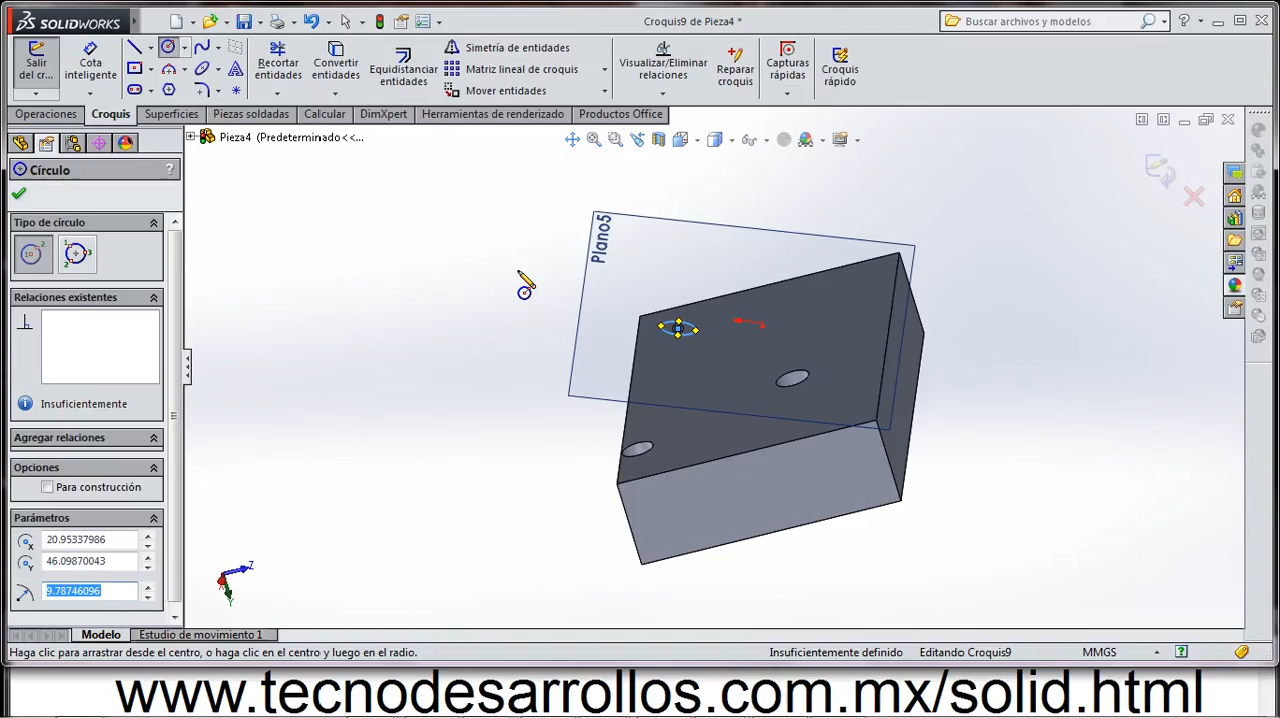 SOLIDWORKS
Croquis9 de Pieza4 *
Buscar archivos y modelos
Salir del cr...
Cota inteligente
Recortar entidades
Convertir entidades
Equidistanciar entidades
Simetría de entidades
Matriz lineal de croquis
Mover entidades
Visualizar/Eliminar relaciones
Reparar croquis
Capturas rápidas
Croquis rápido
Operaciones
Croquis
Superficies
Piezas soldadas
Calcular
DimXpert
Herramientas de renderizado
Productos Office
Pieza4 (Predeterminado<<...
Círculo
?
Tipo de círculo
Relaciones existentes
Insuficientemente
Agregar relaciones
Opciones
Para construcción
Parámetros
20.95337986
46.09870043
9.78746096
Plano5
Z
Y
Modelo
Estudio de movimiento 1
Haga clic para arrastrar desde el centro, o haga clic en el centro y luego en el radio.
Insuficientemente definido
Editando Croquis9
MMGS
www.tecnodesarrollos.com.mx/solid.html